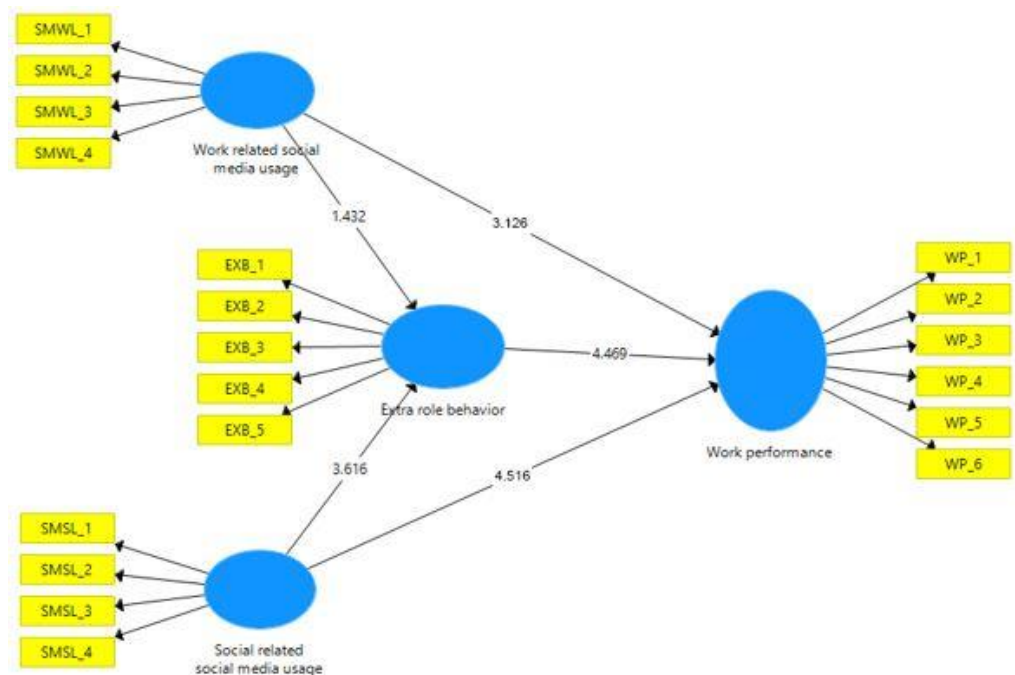 SMWL_1
SMWL_2
SMWL_3
SMWL_4
Work related social
media usage
1.432
3.126
EXB_1
EXB_2
EXB_3
EXB_4
EXB_5
Extra role behavior
4.469
WP_1
WP_2
WP_3
WP_4
WP_5
WP_6
Work performance
3.616
4.516
SMSL_1
SMSL_2
SMSL_3
SMSL_4
Social related
social media usage